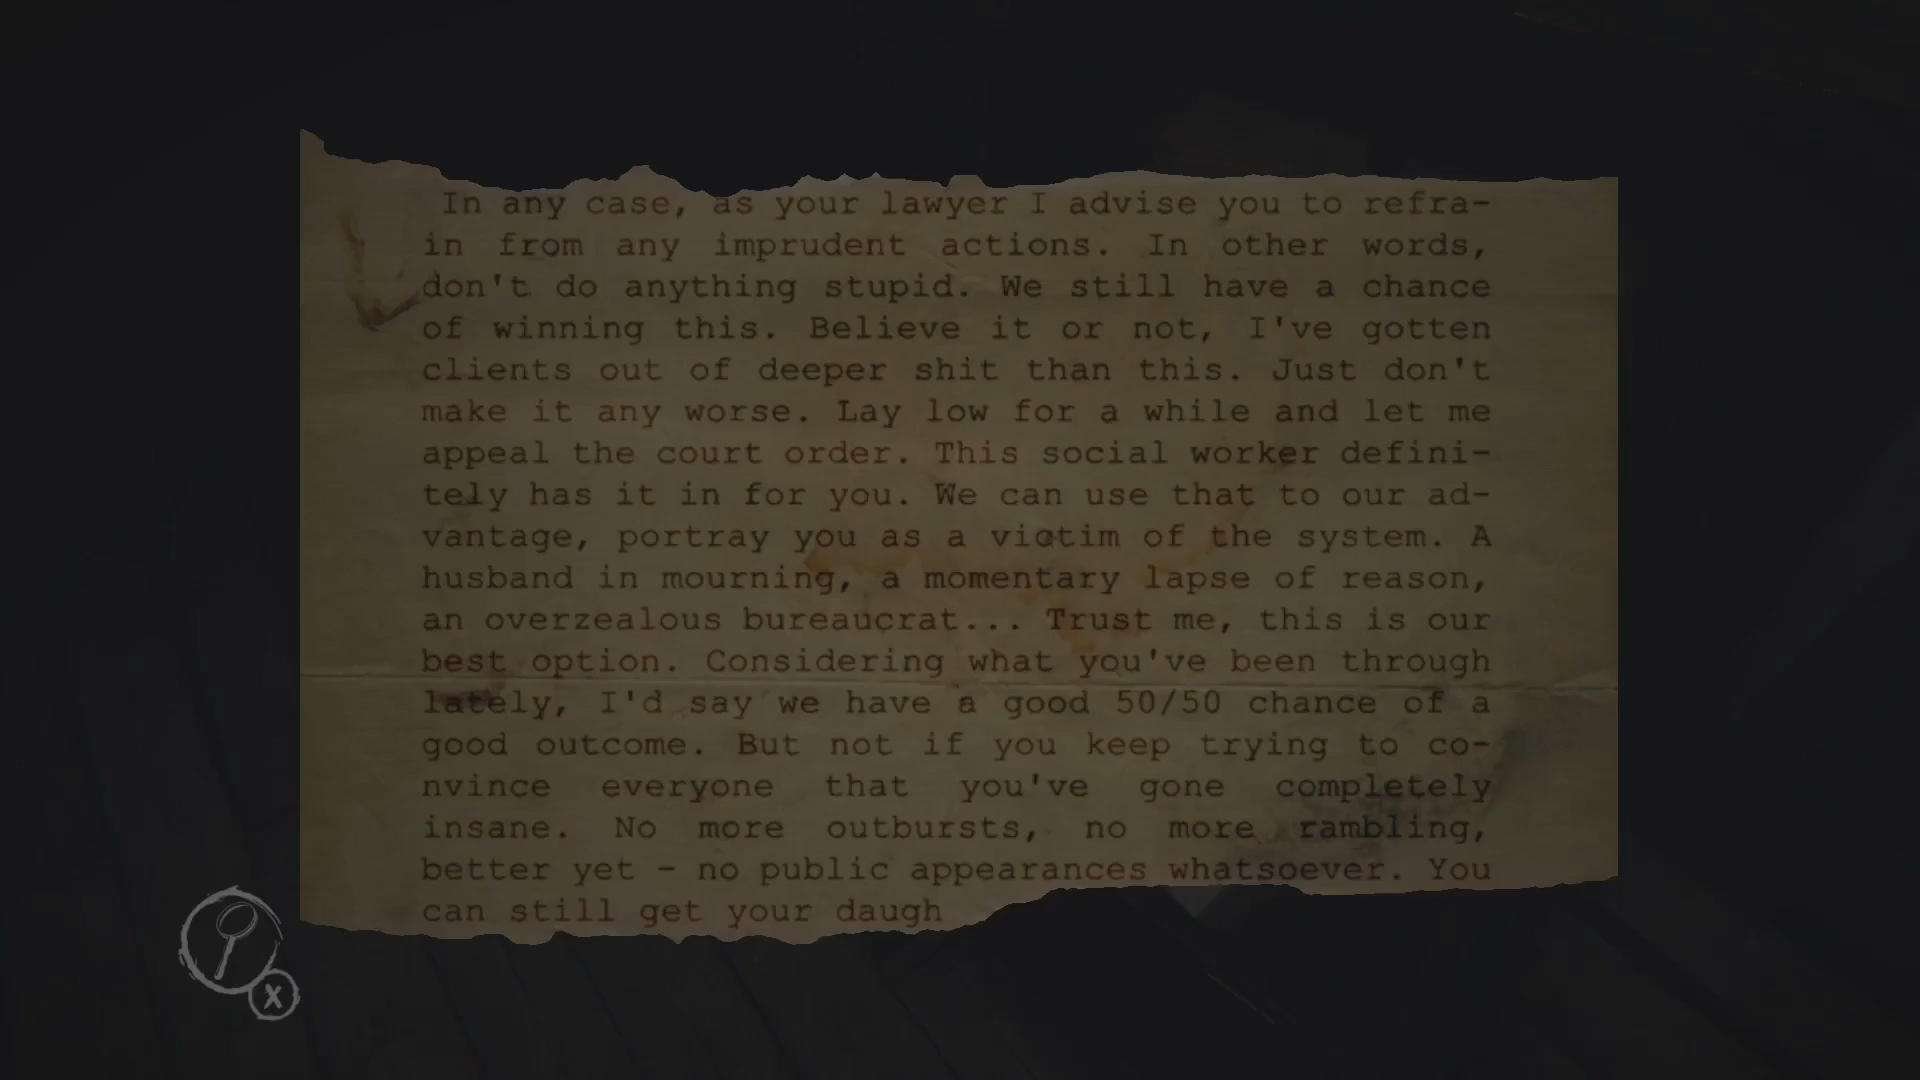 In any case, as your lawyer I advise you to refra-
in from any imprudent actions. In other words,
don't do anything stupid. We still have a chance
of winning this. Believe it or not, I've gotten
clients out of deeper shit than this. Just don't
make it any worse. Lay low for a while and let me
appeal the court order. This social worker defini-
tely has it in for you. We can use that to our ad-
vantage, portray you as a victim of the system. A
husband in mourning, a momentary lapse of reason,
an overzealous bureaucrat... Trust me, this is our
best option. Considering what you've been through
lately, I'd say we have a good 50/50 chance of a
good outcome. But not if you keep trying to co-
nvince everyone that you've gone completely
insane. No more outbursts, no more rambling,
better yet - no public appearances whatsoever. You
can still get your daugh
X